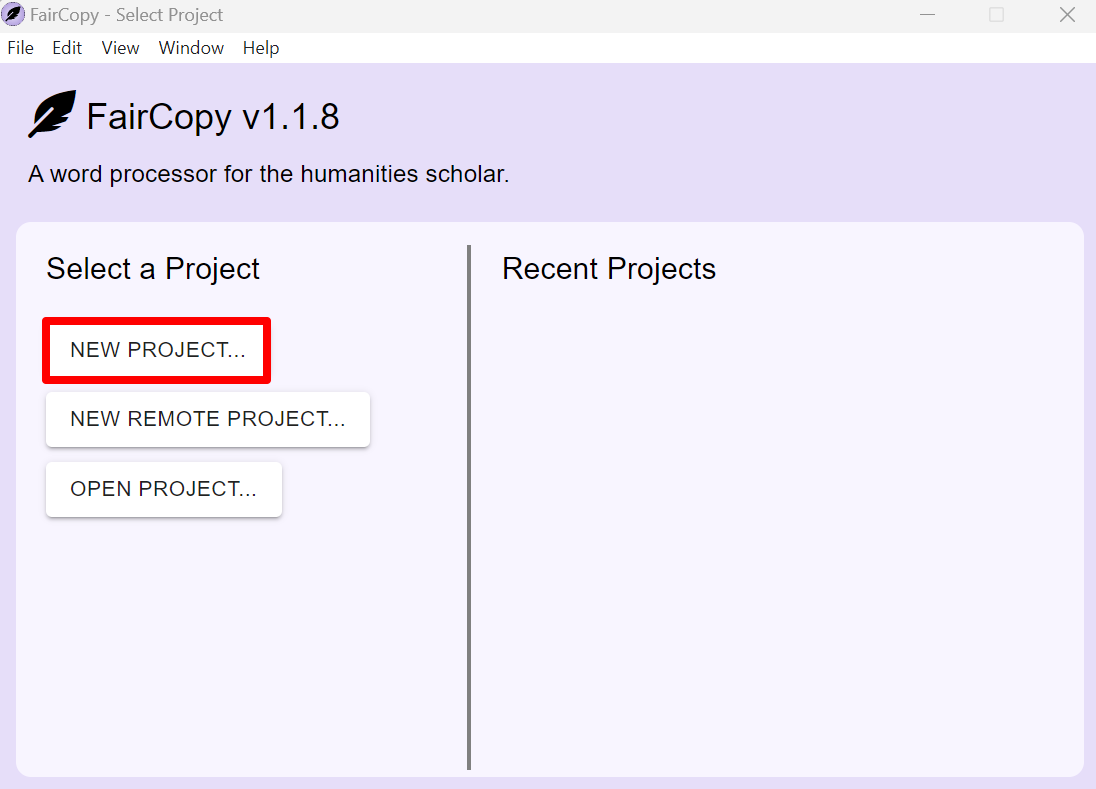 FairCopy - Select Project
File Edit View Window Help
FairCopy v1.1.8
A word processor for the humanities scholar.
Select a Project
NEW PROJECT...
NEW REMOTE PROJECT...
OPEN PROJECT...
Recent Projects